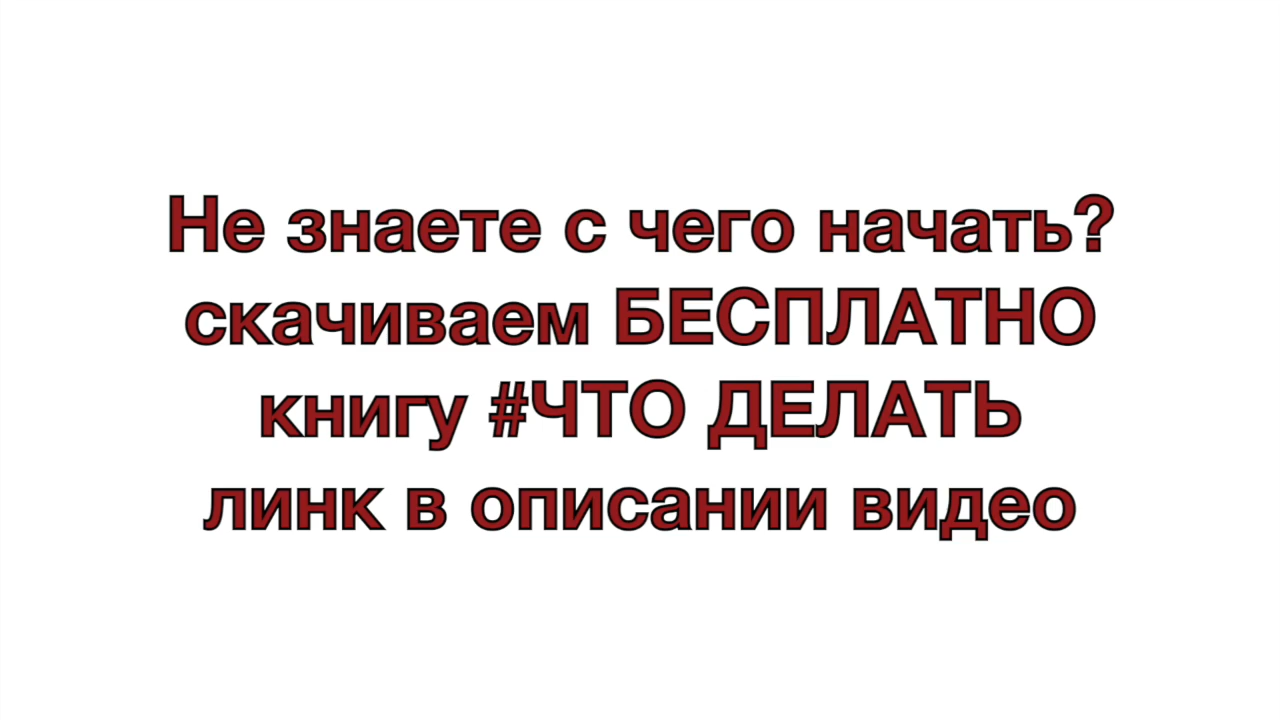 Не знаете с чего начать?
скачиваем БЕСПЛАТНО
книгу #ЧТО ДЕЛАТЬ
линк в описании видео